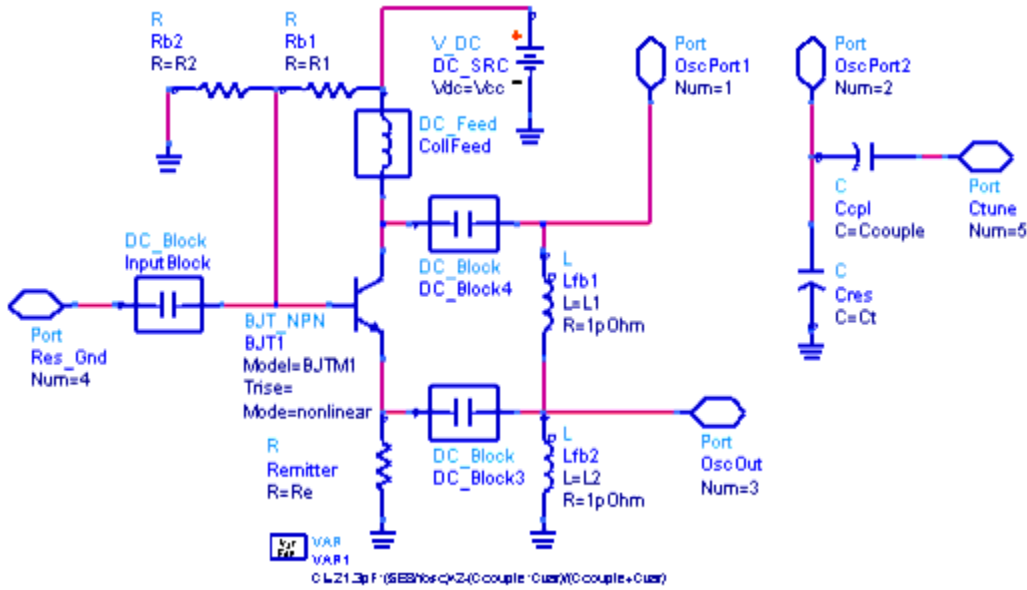 R
Rb2
R=R2
R
Rb1
R=R1
V_DC
DC_SRC
Vdc=Vcc
Port
OscPort1
Num=1
Port
OscPort2
Num=2
DC_Feed
CollFeed
C
Ccpl
C=Ccouple
Port
Ctune
Num=5
DC_Block
InputBlock
DC_Block
DC_Block4
L
Lfb1
L=L1
R=1pOhm
C
Cres
C=Ct
Port
Res_Gnd
Num=4
BJT_NPN
BJT1
Model=BJTM1
Trise=
Mode=nonlinear
R
Remitter
R=Re
DC_Block
DC_Block3
L
Lfb2
L=L2
R=1pOhm
Port
OscOut
Num=3
VAR
VAR1